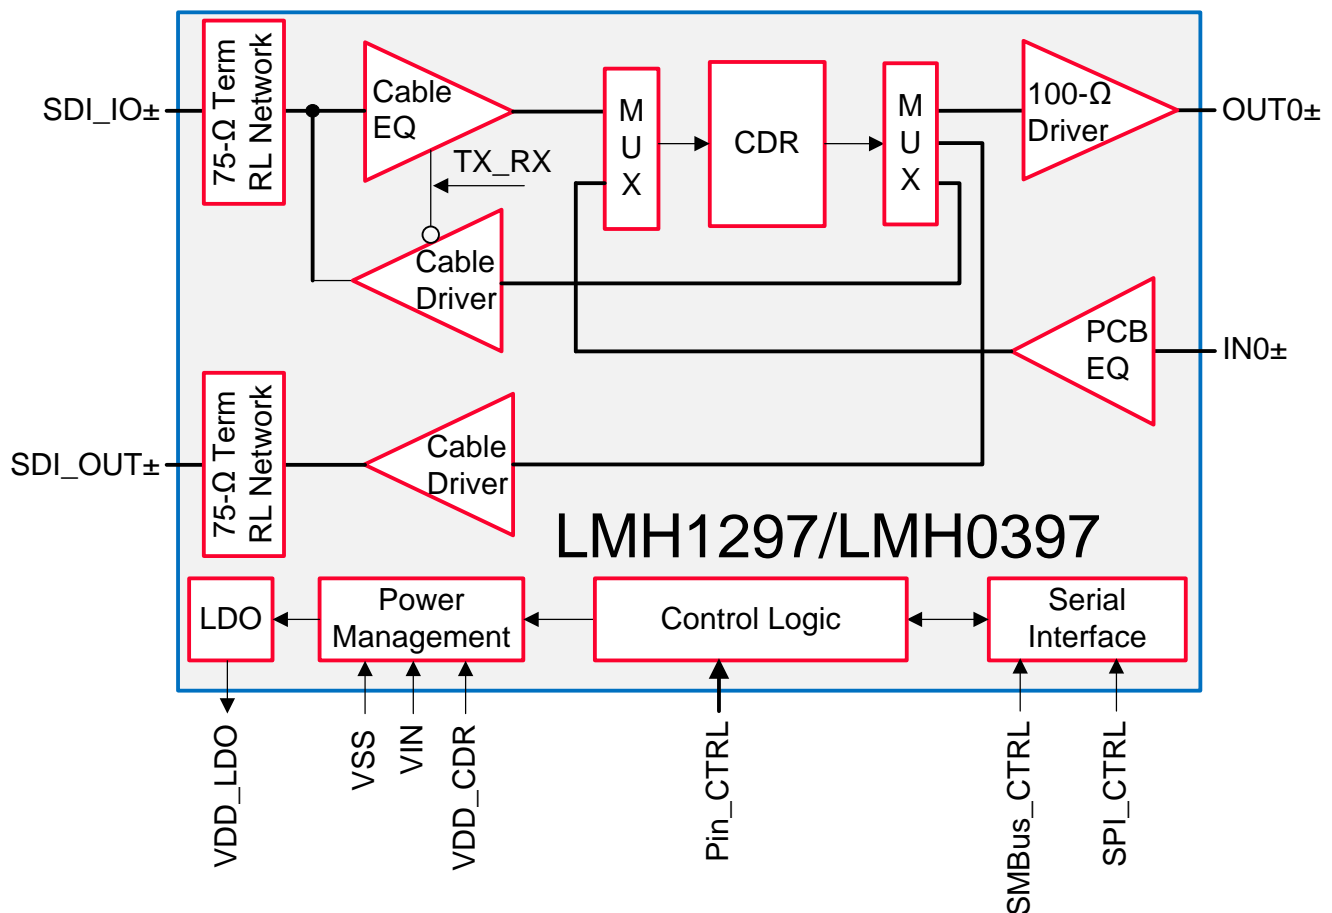 SDI_IO±
75-Ω Term
RL Network
Cable
EQ
TX_RX
Cable
Driver
M
U
X
CDR
M
U
X
100-Ω
Driver
OUT0±
PCB
EQ
IN0±
SDI_OUT±
75-Ω Term
RL Network
Cable
Driver
LMH1297/LMH0397
LDO
Power
Management
Control Logic
Serial
Interface
VDD_LDO
VSS
VIN
VDD_CDR
Pin_CTRL
SMBus_CTRL
SPI_CTRL